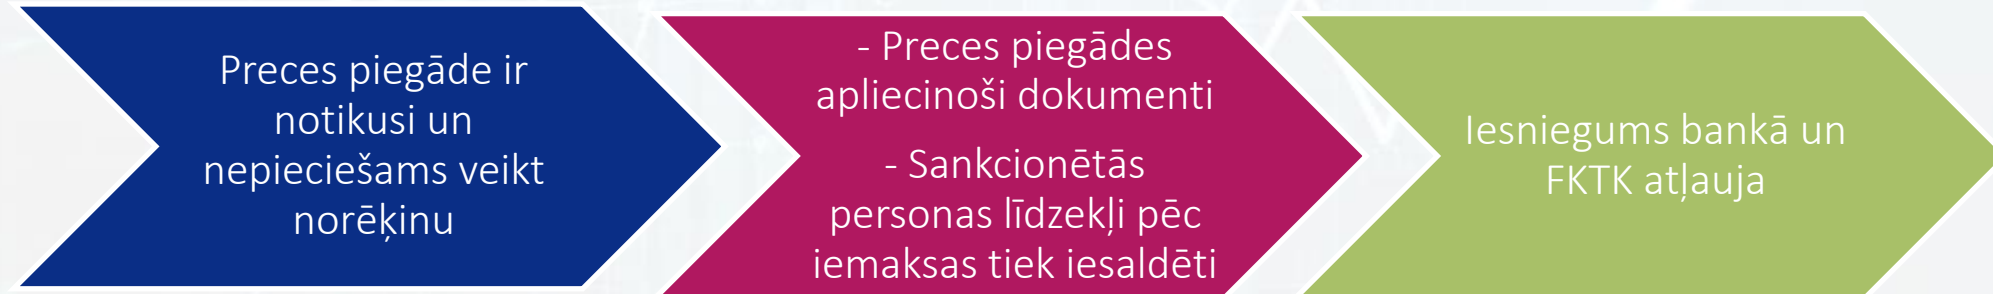 Preces piegāde ir
notikusi un
nepieciešams veikt
norēķinu
- Preces piegādes
apliecinoši dokumenti
- Sankcionētās
personas līdzekļi pēc
iemaksas tiek iesaldēti
Iesniegums bankā un
FKTK atļauja